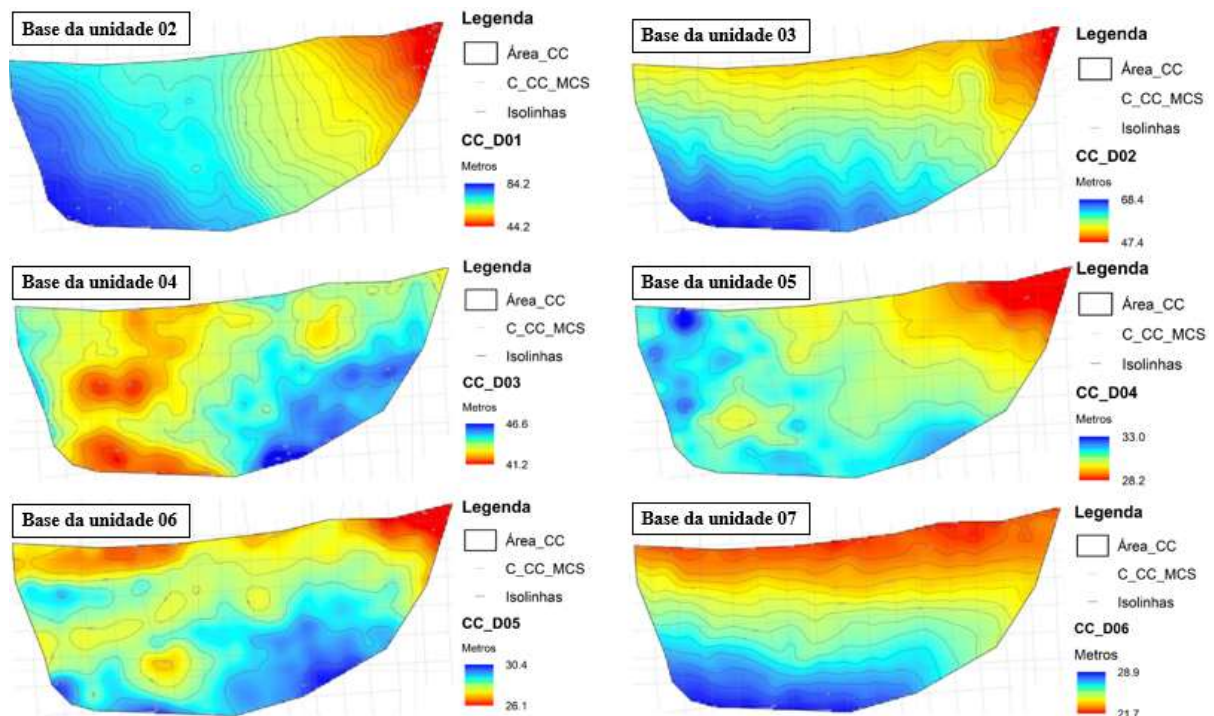 Base da unidade 02
Legenda
Área_CC
C_CC_MCS
Isolinhas
CC_D01
Metros
84.2
44.2
Base da unidade 03
Legenda
Área_CC
C_CC_MCS
Isolinhas
CC_D02
Metros
68.4
47.4
Base da unidade 04
Legenda
Área_CC
C_CC_MCS
Isolinhas
CC_D03
Metros
46.6
41.2
Base da unidade 05
Legenda
Área_CC
C_CC_MCS
Isolinhas
CC_D04
Metros
33.0
28.2
Base da unidade 06
Legenda
Área_CC
C_CC_MCS
Isolinhas
CC_D05
Metros
30.4
26.1
Base da unidade 07
Legenda
Área_CC
C_CC_MCS
Isolinhas
CC_D06
Metros
28.9
21.7